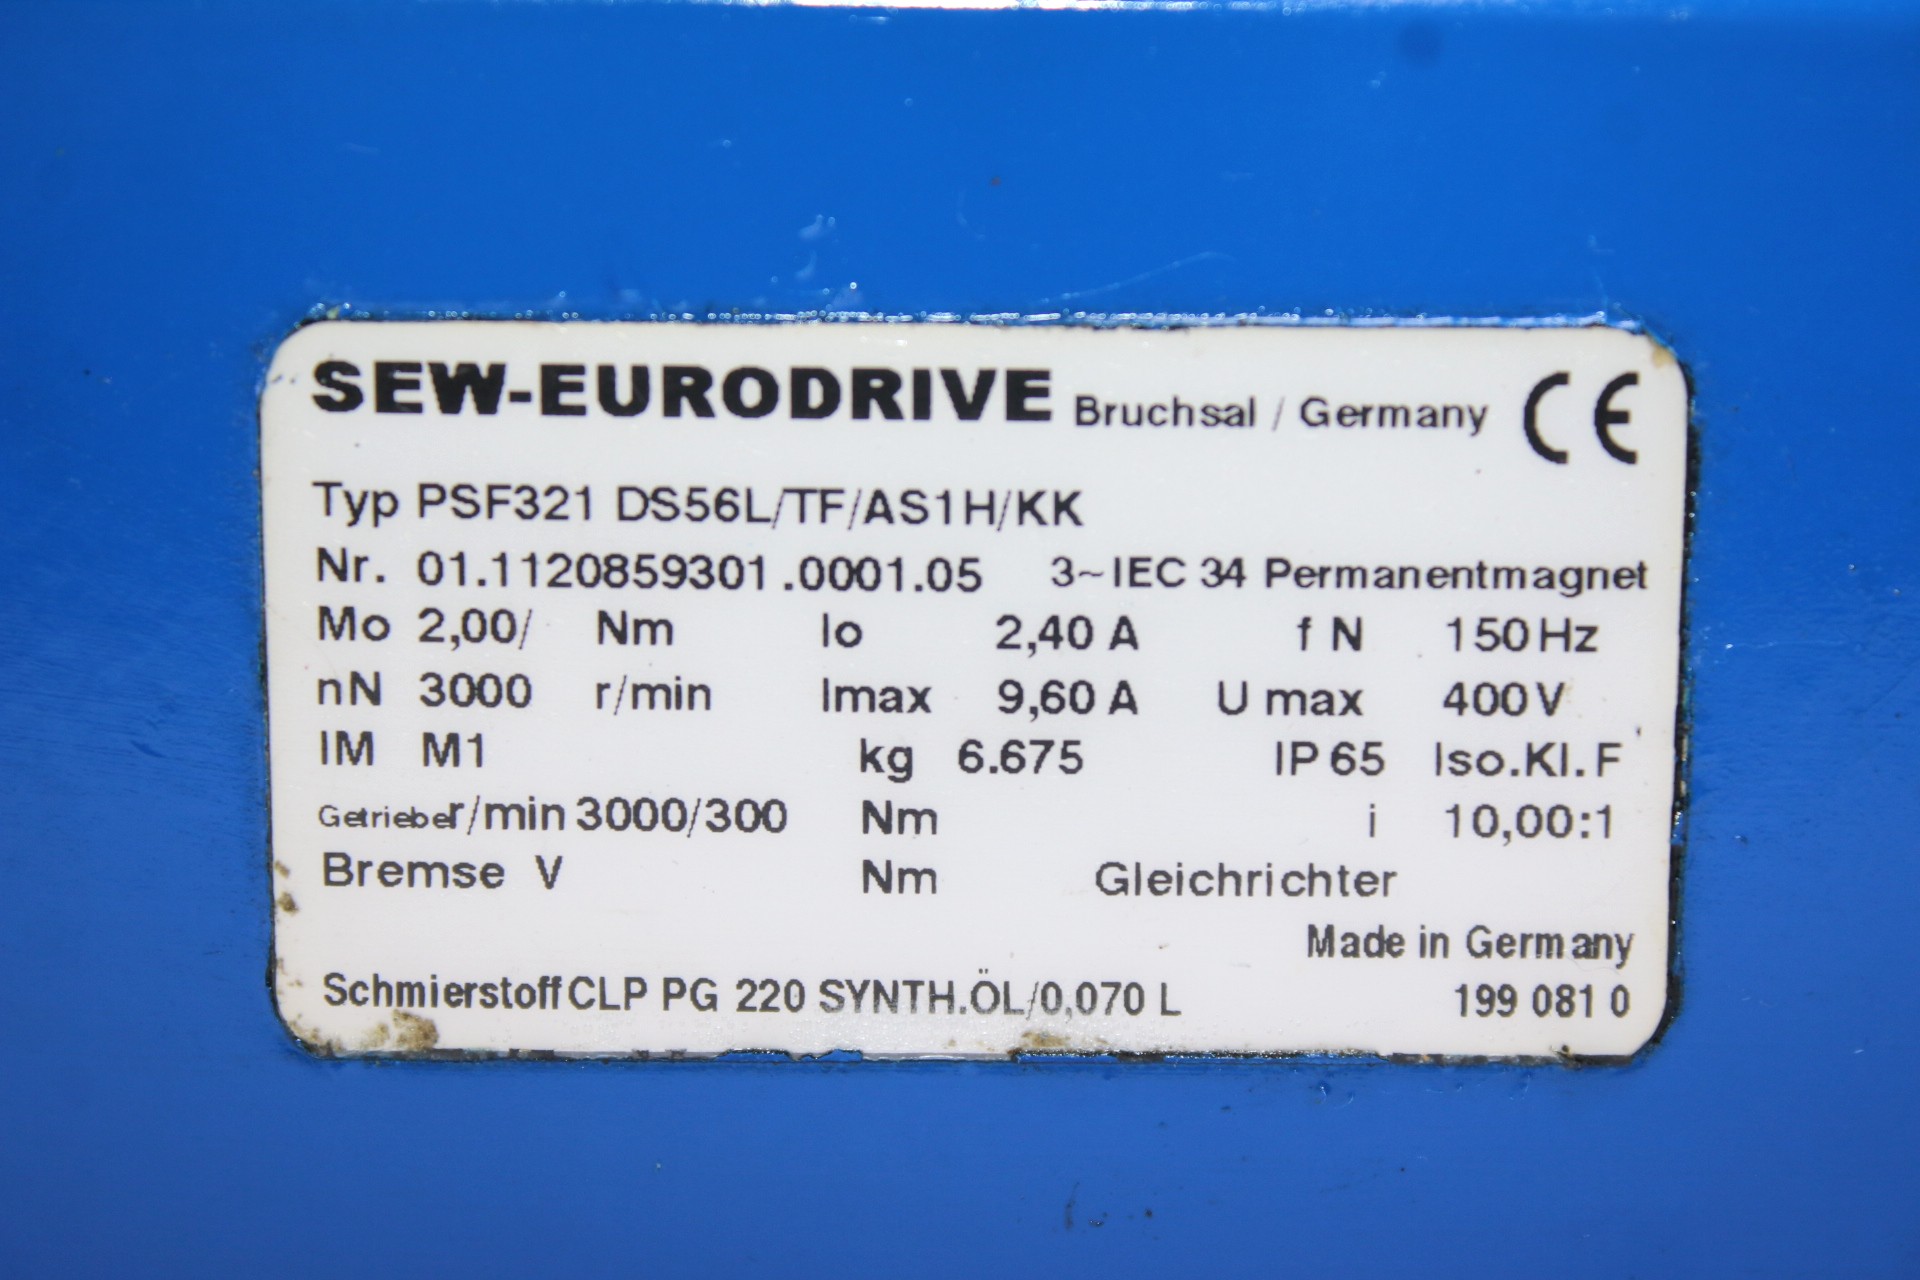 SEW-EURODRIVE Bruchsal / Germany CE
Typ PSF321 DS56L/TF/AS1H/KK
Nr. 01.1120859301.0001.05 3~IEC 34 Permanentmagnet
Mo 2,00/ Nm Io 2,40 A f N 150 Hz
nN 3000 r/min Imax 9,60 A U max 400 V
IM M1 kg 6.675 IP 65 Iso.Kl. F
Getriebe r/min 3000/300 Nm i 10,00:1
Bremse V Nm Gleichrichter
Made in Germany
Schmierstoff CLP PG 220 SYNTH.ÖL/0,070 L 199 081 0